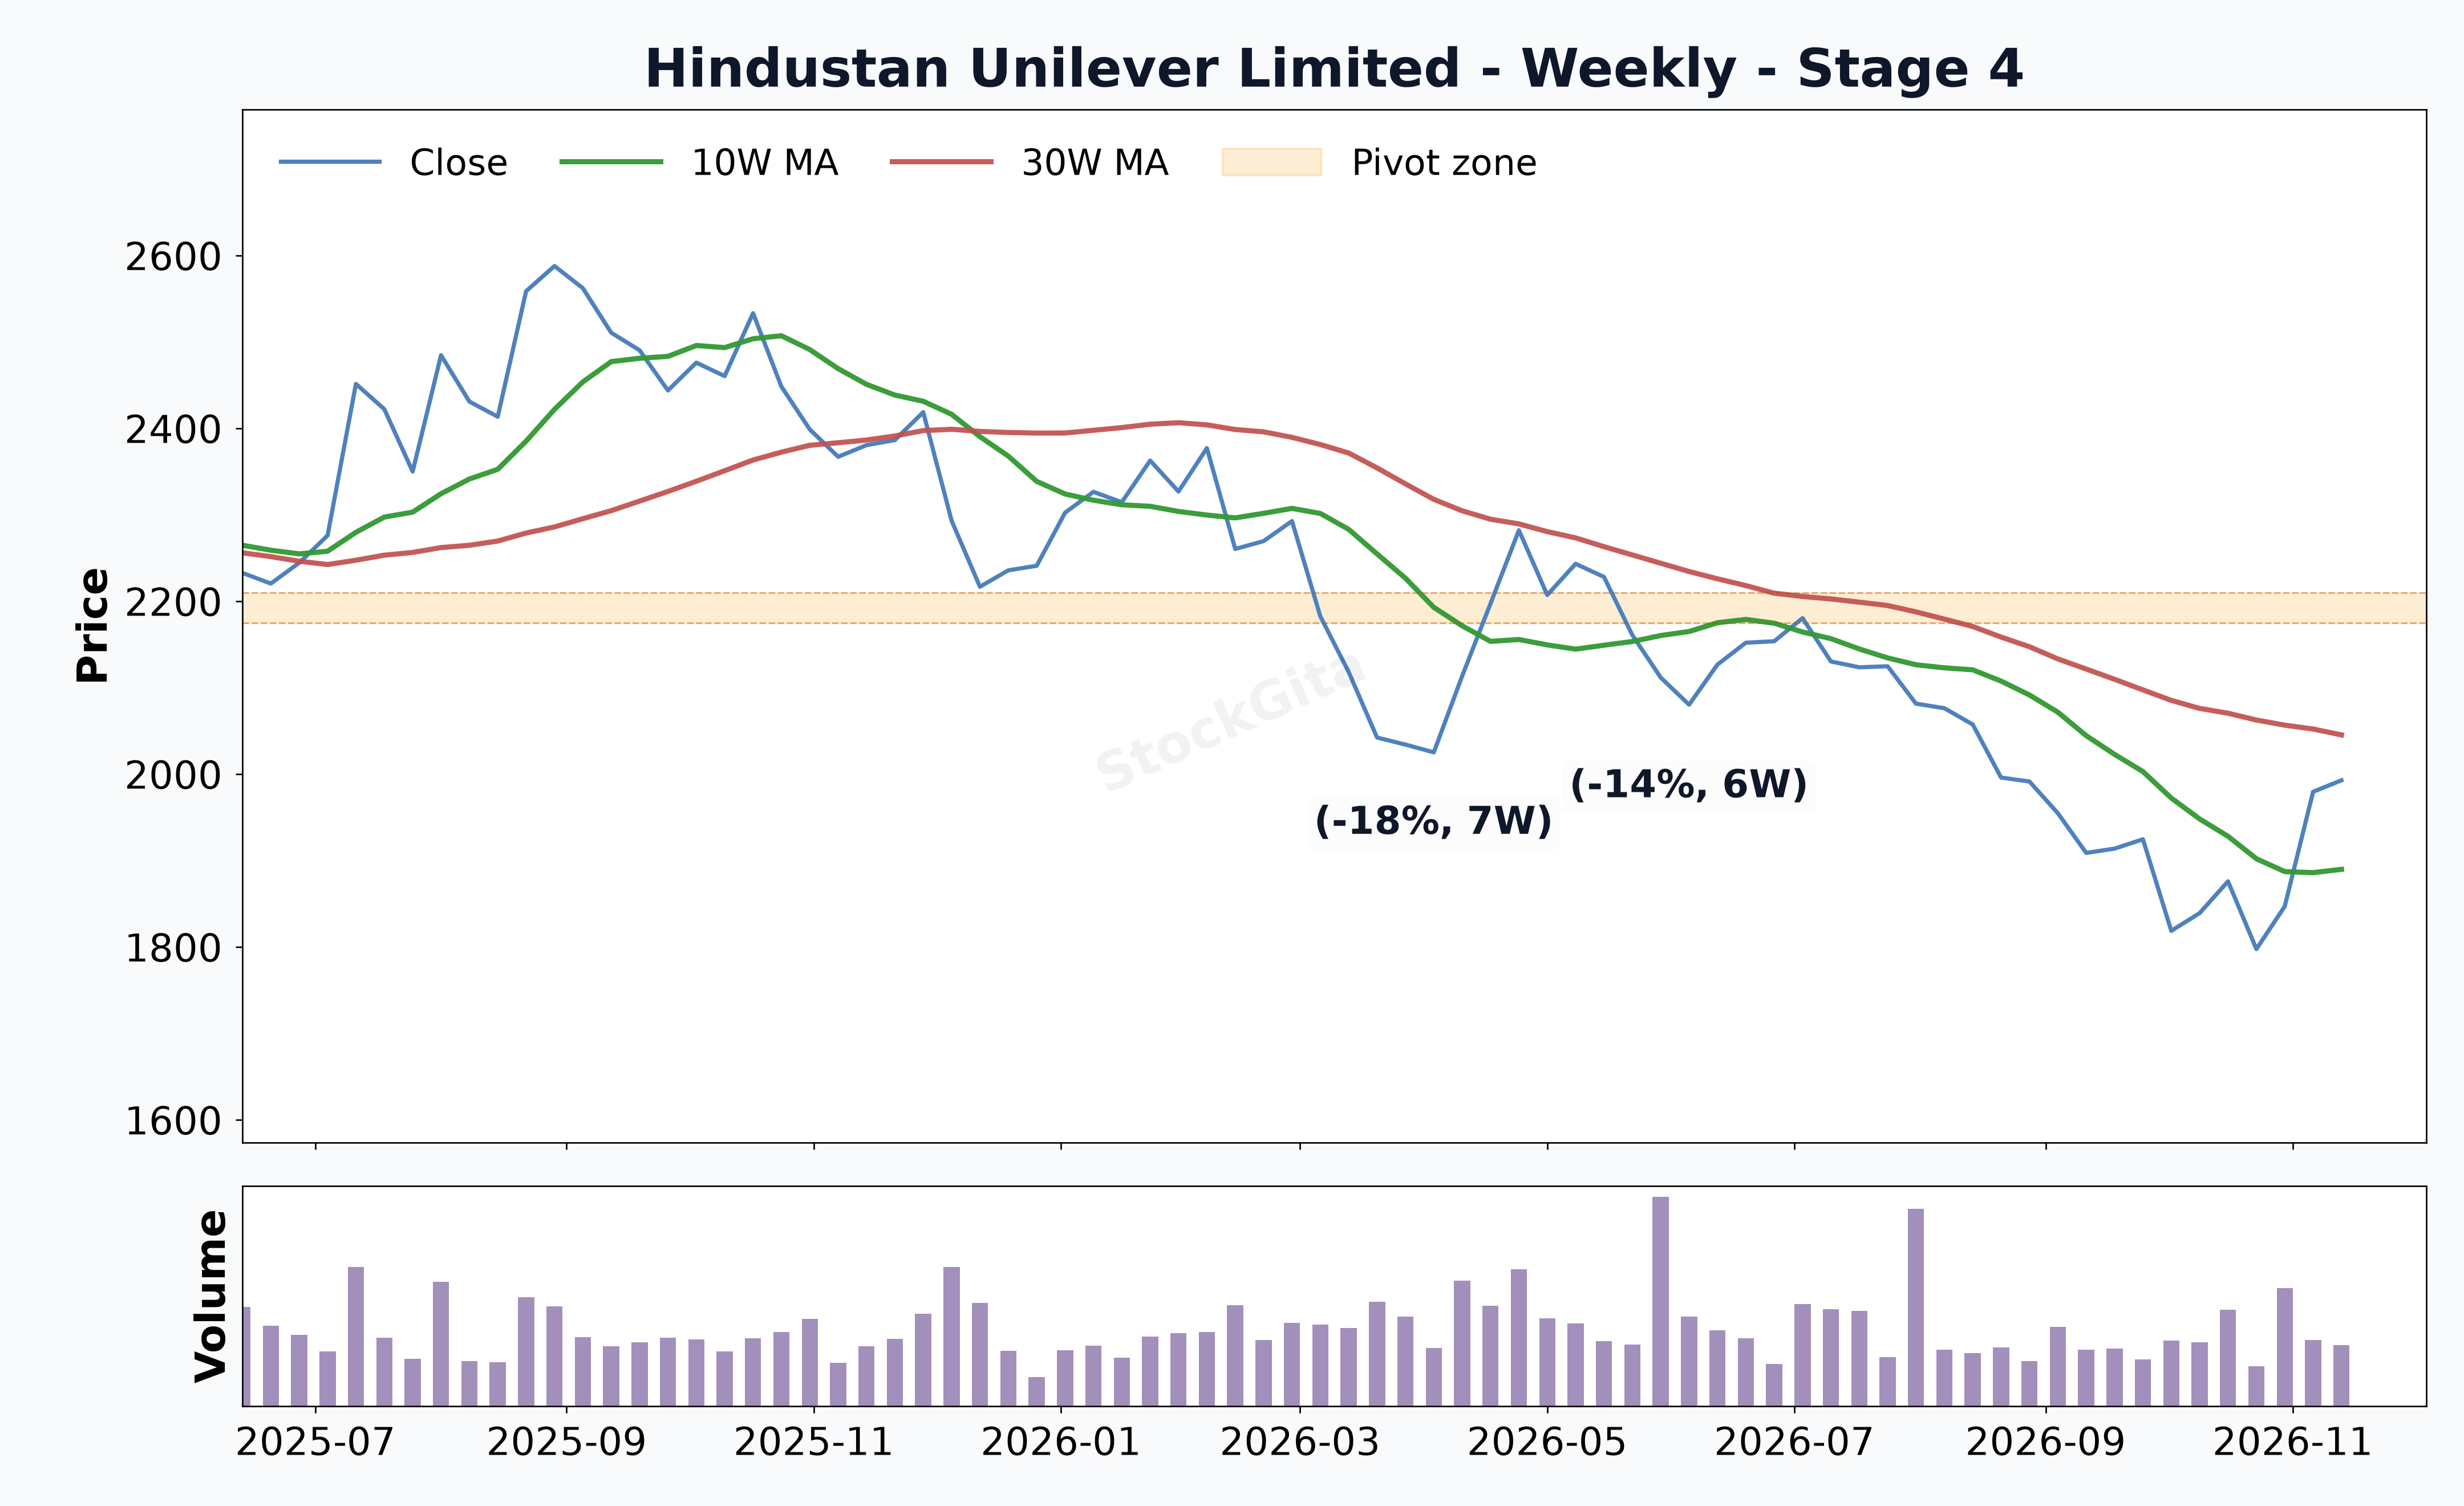 Hindustan Unilever Limited - Weekly - Stage 4
Close 10W MA 30W MA Pivot zone
2600
2400
2200
2000
1800
1600
Price
StockGita
(-14%, 6W)
(-18%, 7W)
Volume
2025-07 2025-09 2025-11 2026-01 2026-03 2026-05 2026-07 2026-09 2026-11